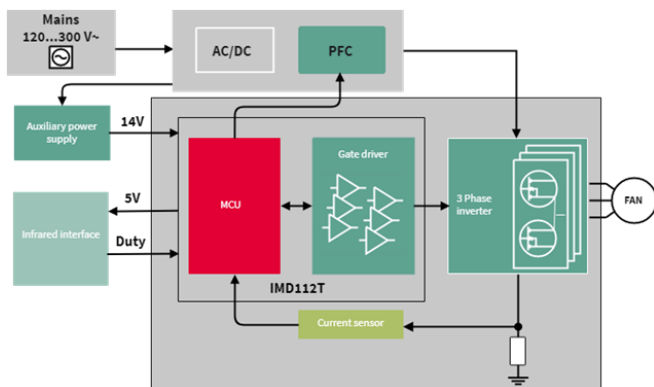 Mains
120...300 V~
AC/DC
PFC
Auxiliary power
supply
14V
Gate driver
MCU
3 Phase
inverter
FAN
5V
Infrared interface
Duty
IMD112T
Current sensor